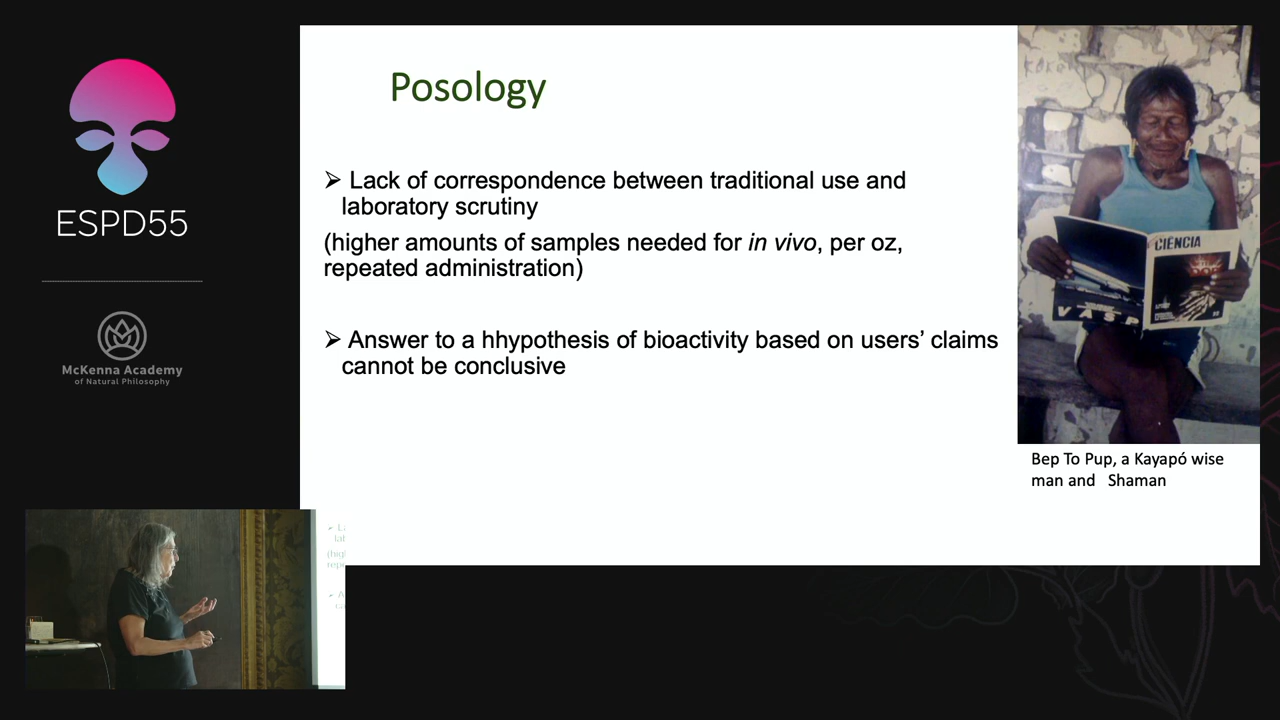 ESPD55
McKenna Academy
of Natural Philosophy
Posology
➢ Lack of correspondence between traditional use and
laboratory scrutiny
(higher amounts of samples needed for in vivo, per oz,
repeated administration)
➢ Answer to a hhypothesis of bioactivity based on users’ claims
cannot be conclusive
CIÊNCIA
VASP
Bep To Pup, a Kayapó wise
man and Shaman